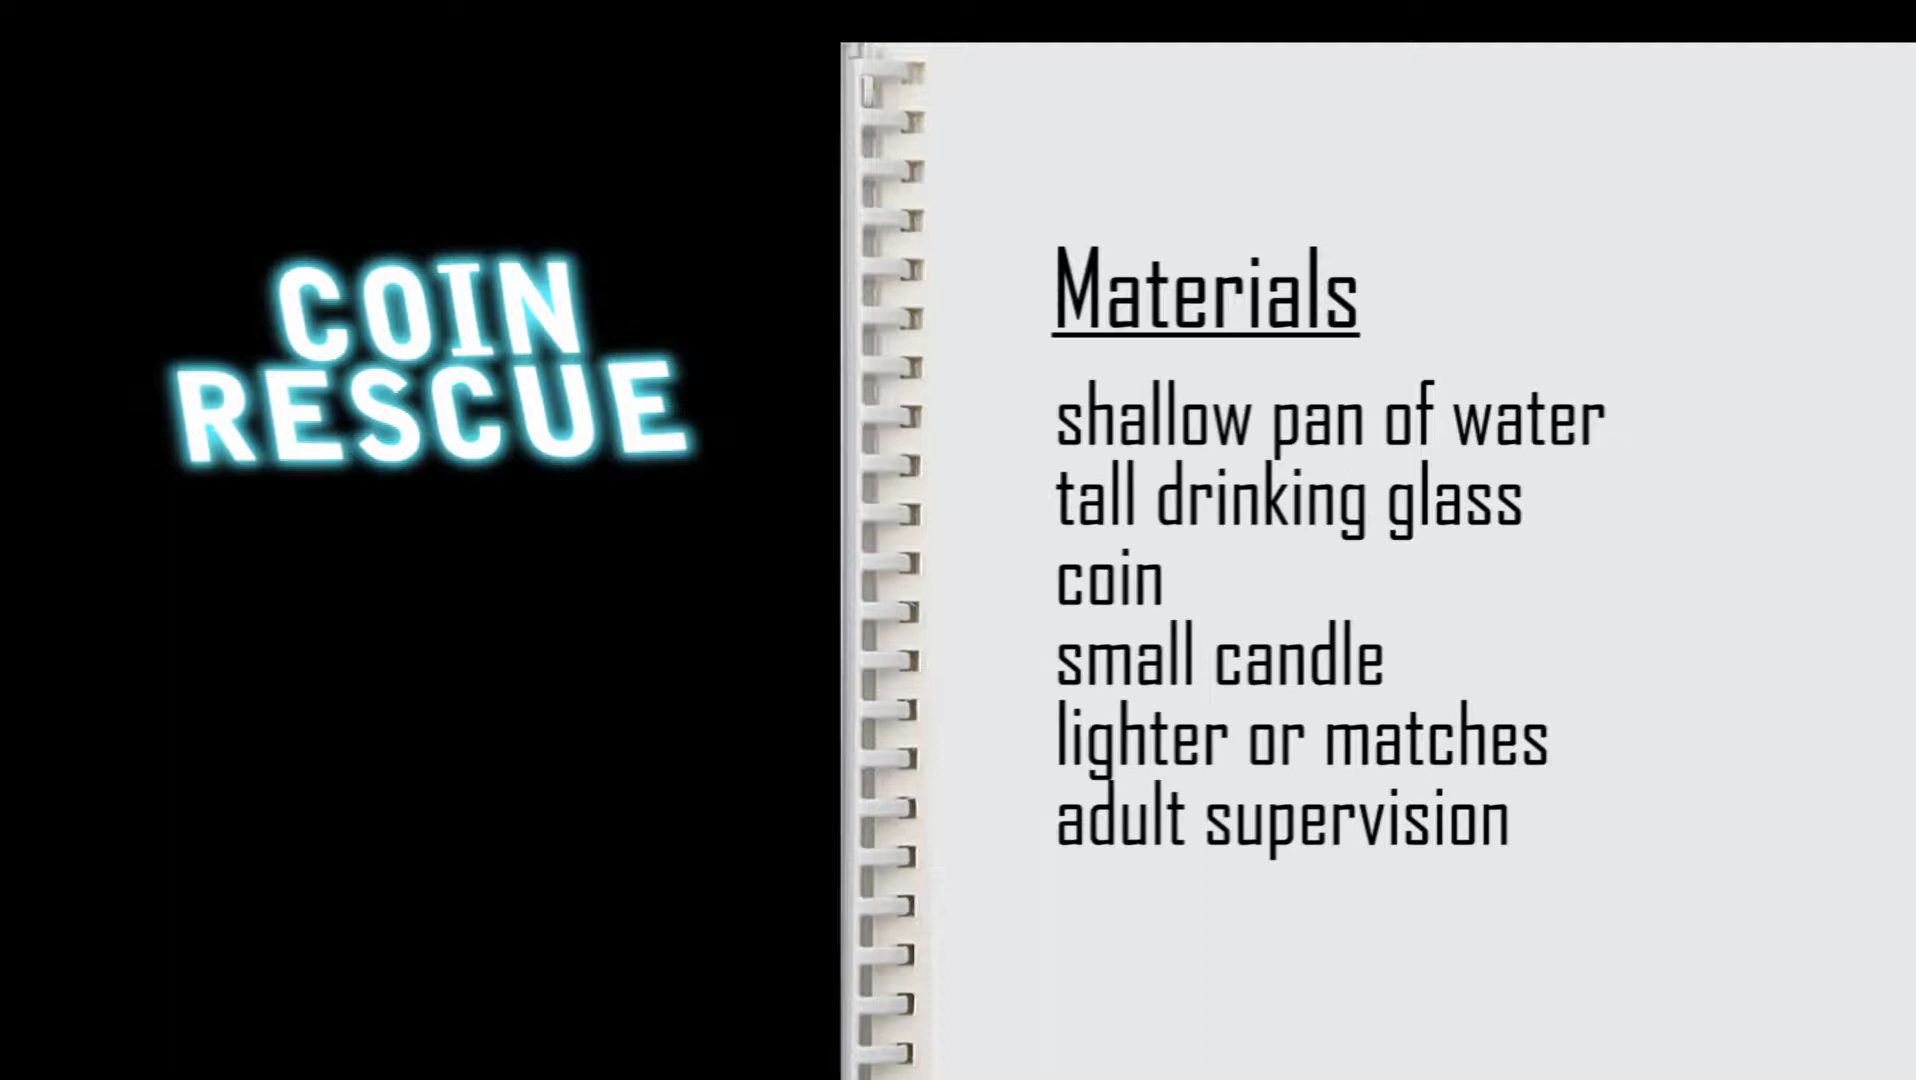 COIN
RESCUE
Materials
shallow pan of water
tall drinking glass
coin
small candle
lighter or matches
adult supervision